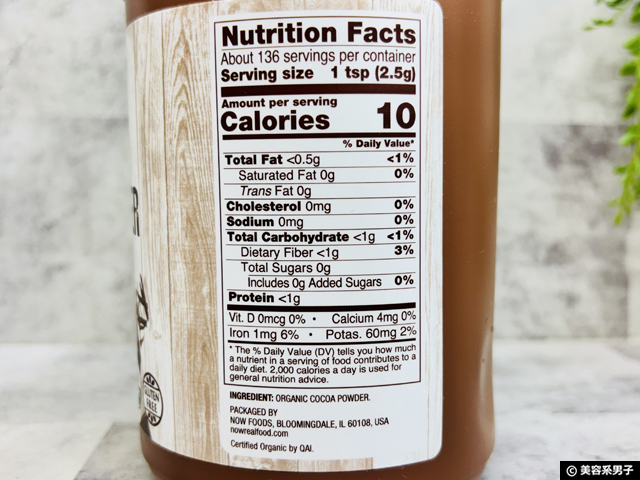 Nutrition Facts
About 136 servings per container
Serving size 1 tsp (2.5g)
Amount per serving
Calories 10
% Daily Value*
Total Fat <0.5g <1%
Saturated Fat 0g 0%
Trans Fat 0g
Cholesterol 0mg 0%
Sodium 0mg 0%
Total Carbohydrate <1g <1%
Dietary Fiber <1g 3%
Total Sugars 0g
Includes 0g Added Sugars 0%
Protein <1g
Vit. D 0mcg 0% • Calcium 4mg 0%
Iron 1mg 6% • Potas. 60mg 2%
* The % Daily Value (DV) tells you how much
a nutrient in a serving of food contributes to a
daily diet. 2,000 calories a day is used for
general nutrition advice.
INGREDIENT: ORGANIC COCOA POWDER.
PACKAGED BY
NOW FOODS, BLOOMINGDALE, IL 60108, USA
nowrealfood.com
Certified Organic by QAI.
R
GLUTEN
FREE
© 美容系男子